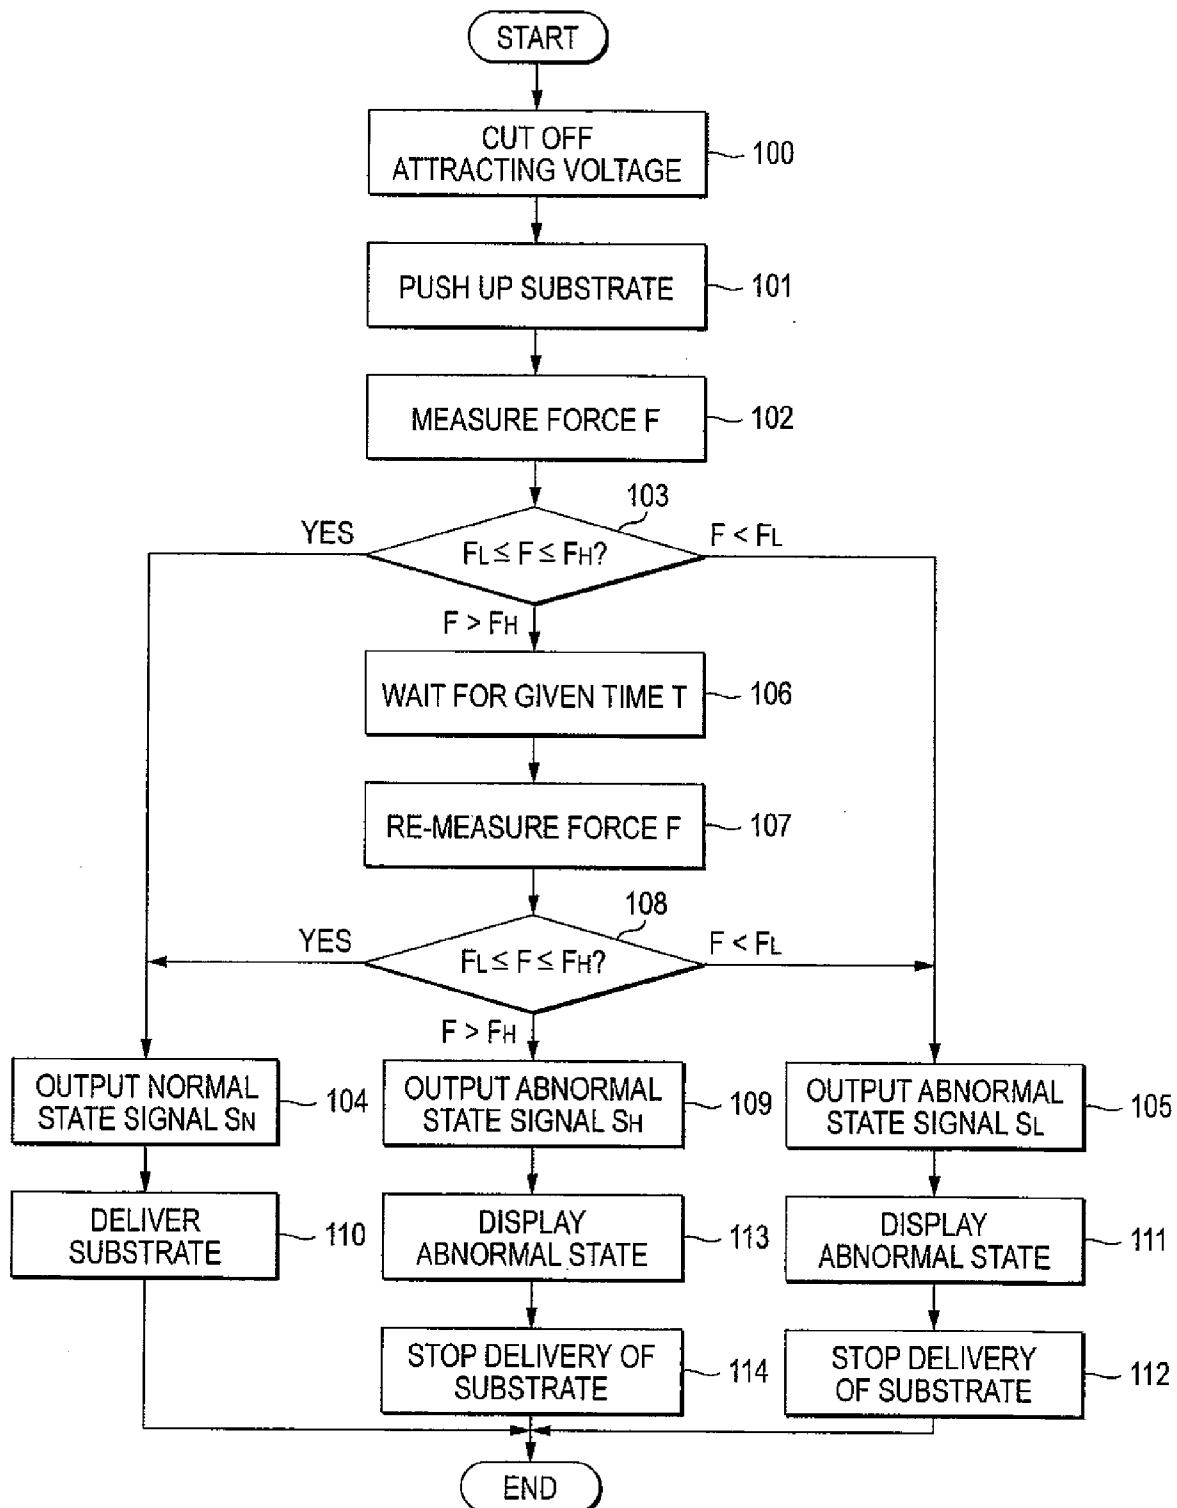 START
CUT OFF
ATTRACTING VOLTAGE
100
PUSH UP SUBSTRATE
101
MEASURE FORCE F
102
103
YES
FL ≤ F ≤ FH?
F < FL
F > FH
WAIT FOR GIVEN TIME T
106
RE-MEASURE FORCE F
107
108
YES
FL ≤ F ≤ FH?
F < FL
F > FH
OUTPUT NORMAL
STATE SIGNAL SN
104
OUTPUT ABNORMAL
STATE SIGNAL SH
109
OUTPUT ABNORMAL
STATE SIGNAL SL
105
DELIVER
SUBSTRATE
110
DISPLAY
ABNORMAL STATE
113
DISPLAY
ABNORMAL STATE
111
STOP DELIVERY OF
SUBSTRATE
114
STOP DELIVERY
OF SUBSTRATE
112
END